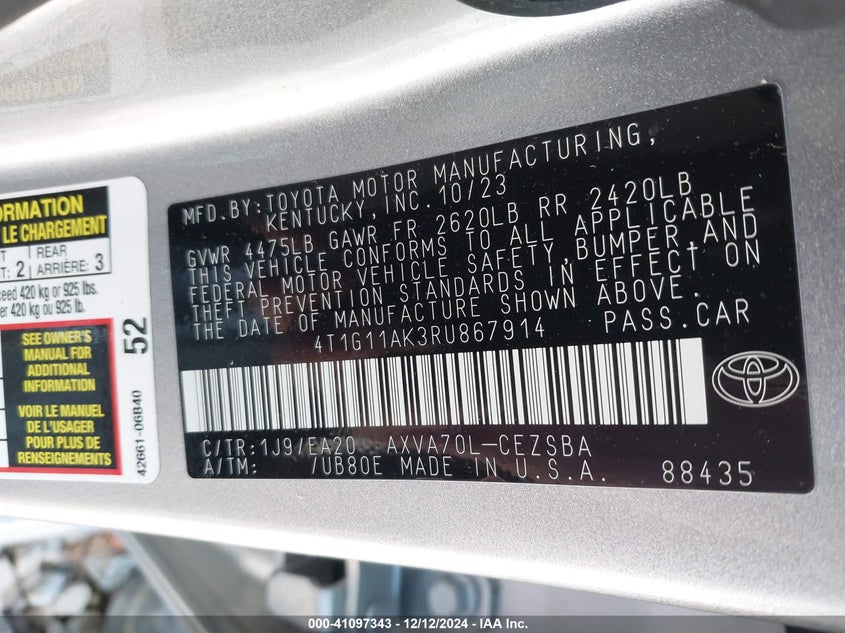 ORMATION
LE CHARGEMENT
T: 2 REAR
ARRIÈRE: 3
ceed 420 kg or 925 lbs.
er 420 kg ou 925 lb.
SEE OWNER'S
MANUAL FOR
ADDITIONAL
INFORMATION
VOIR LE MANUEL
DE L'USAGER
POUR PLUS DE
RENSEIGNEMENTS
52
42661-06B40
MFD.BY: TOYOTA MOTOR MANUFACTURING,
KENTUCKY, INC. 10/23
GVWR 4475LB GAWR FR 2620LB RR 2420LB
THIS VEHICLE CONFORMS TO ALL APPLICABLE
FEDERAL MOTOR VEHICLE SAFETY, BUMPER, AND
THEFT PREVENTION STANDARDS IN EFFECT ON
THE DATE OF MANUFACTURE SHOWN ABOVE.
4T1G11AK3RU867914 PASS.CAR
C/TR: 1J9/EA20 AXVA70L-CEZSBA
A/TM: /UB80E MADE IN U.S.A. 88435
000-41097343 – 12/12/2024 – IAA Inc.